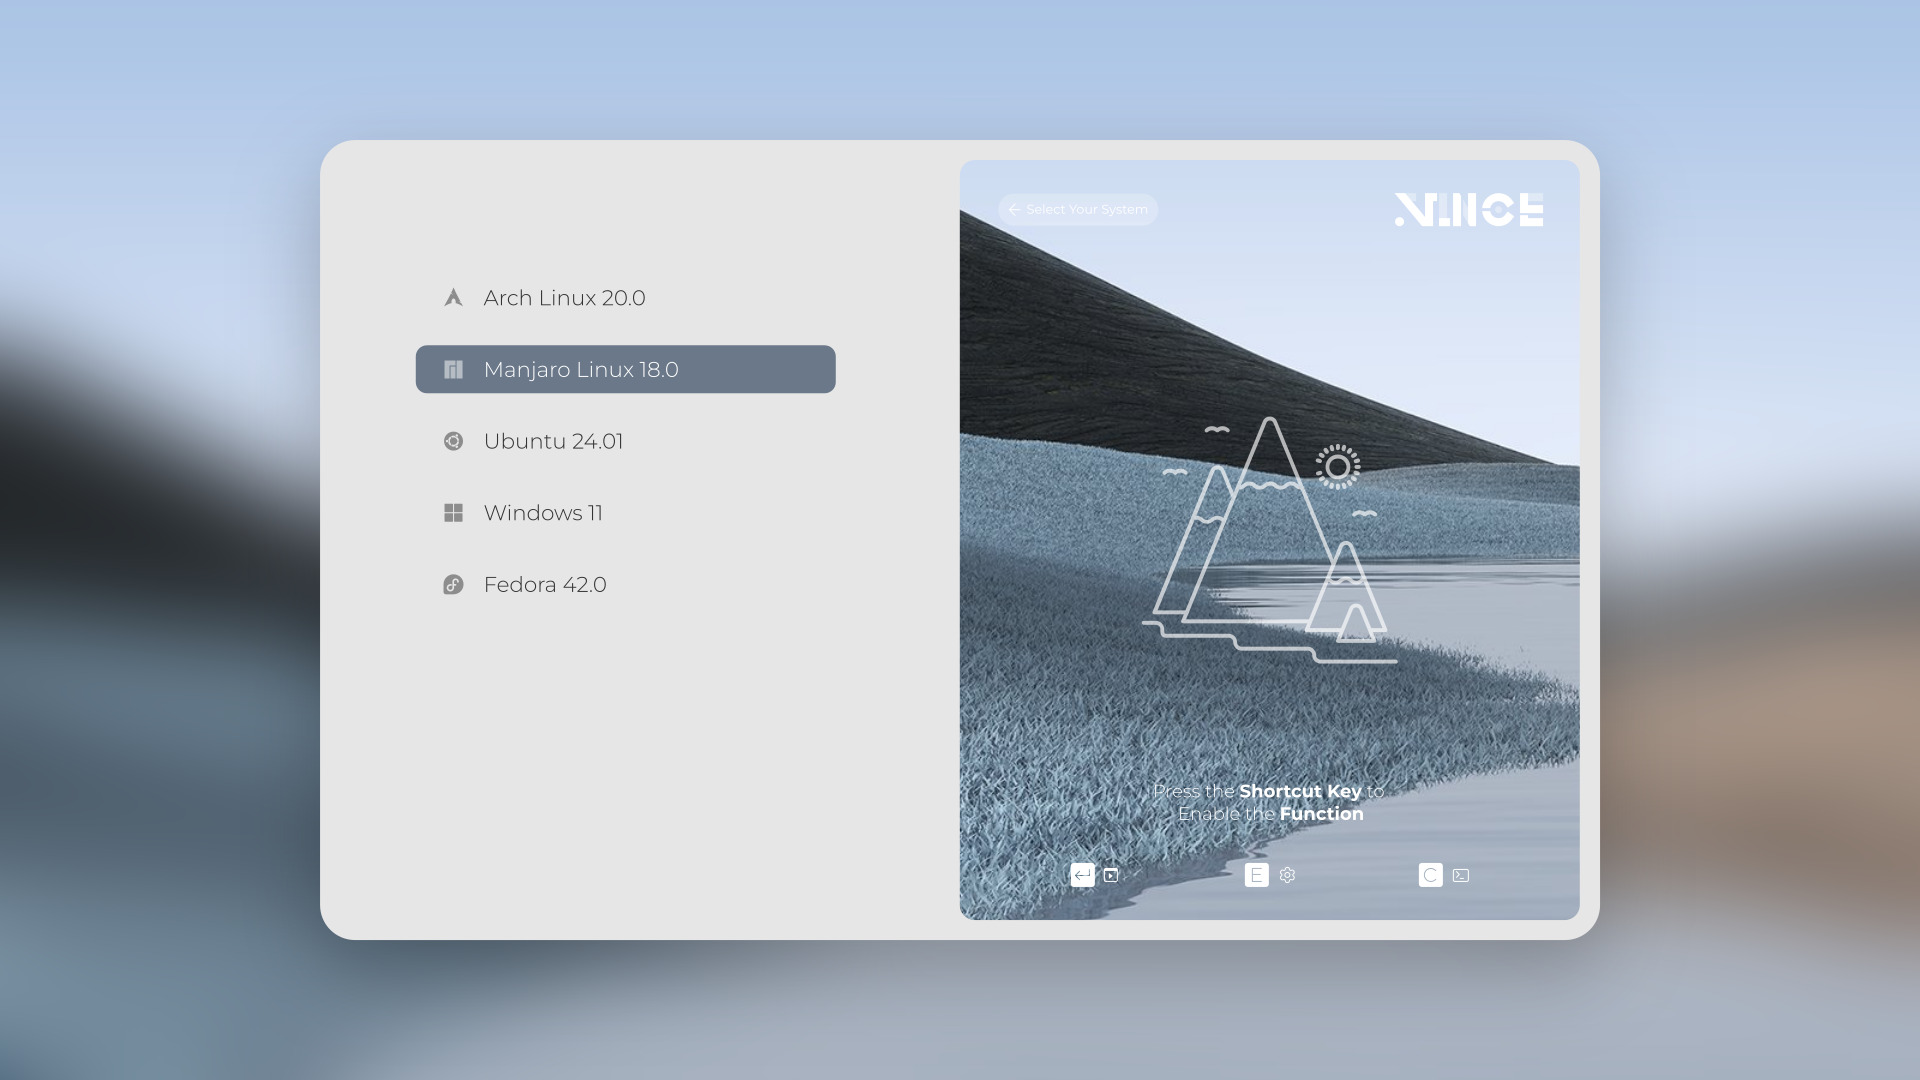 Select Your System
VINCE
Arch Linux 20.0
Manjaro Linux 18.0
Ubuntu 24.01
Windows 11
Fedora 42.0
Press the Shortcut Key to
Enable the Function
E
C